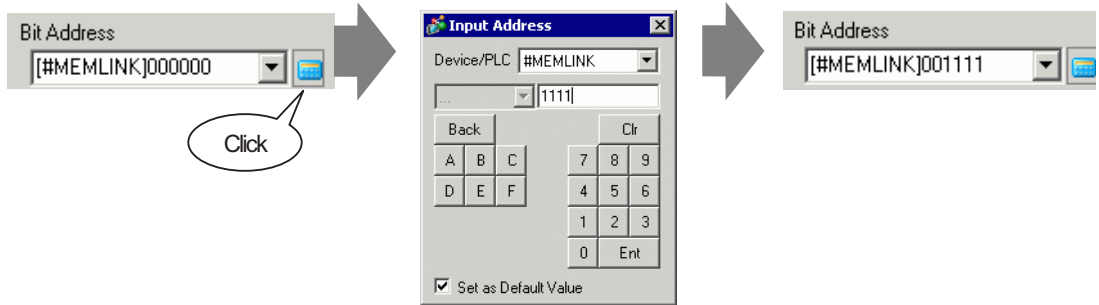 Bit Address
[#MEMLINK]000000
Click
Input Address
Device/PLC #MEMLINK
... 1111
Back Clr
A B C 7 8 9
D E F 4 5 6
1 2 3
0 Ent
Set as Default Value
Bit Address
[#MEMLINK]001111